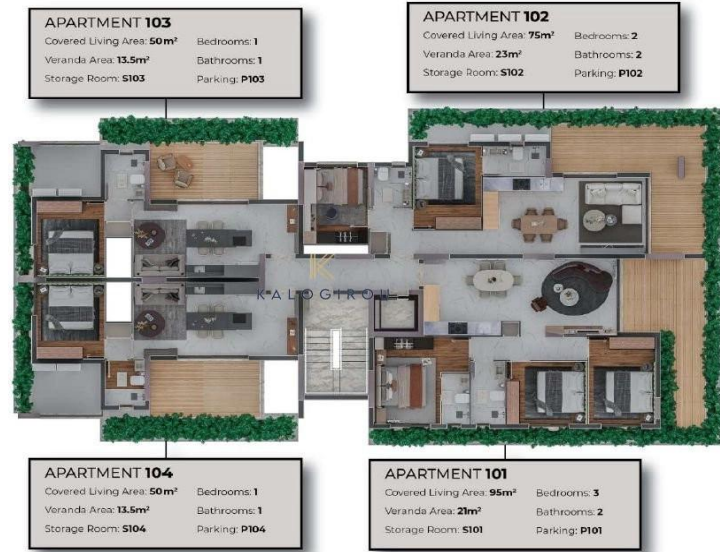 APARTMENT 103
Covered Living Area: 50m² Bedrooms: 1
Veranda Area: 13.5m² Bathrooms: 1
Storage Room: S103 Parking: P103
APARTMENT 102
Covered Living Area: 75m² Bedrooms: 2
Veranda Area: 23m² Bathrooms: 2
Storage Room: S102 Parking: P102
KALOGIROU
APARTMENT 104
Covered Living Area: 50m² Bedrooms: 1
Veranda Area: 13.5m² Bathrooms: 1
Storage Room: S104 Parking: P104
APARTMENT 101
Covered Living Area: 95m² Bedrooms: 3
Veranda Area: 21m² Bathrooms: 2
Storage Room: S101 Parking: P101